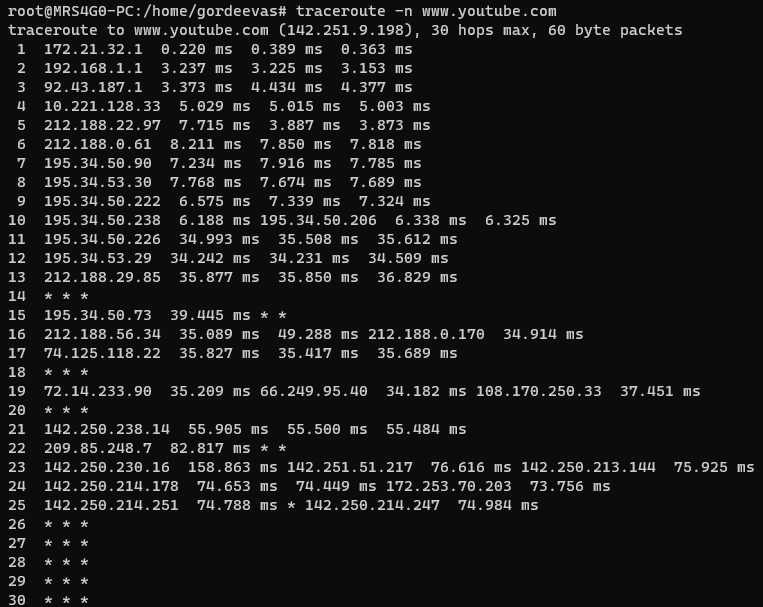 root@MRS4G0-PC:/home/gordeevas# traceroute -n www.youtube.com
traceroute to www.youtube.com (142.251.9.198), 30 hops max, 60 byte packets
 1  172.21.32.1  0.220 ms  0.389 ms  0.363 ms
 2  192.168.1.1  3.237 ms  3.225 ms  3.153 ms
 3  92.43.187.1  3.373 ms  4.434 ms  4.377 ms
 4  10.221.128.33  5.029 ms  5.015 ms  5.003 ms
 5  212.188.22.97  7.715 ms  3.887 ms  3.873 ms
 6  212.188.0.61  8.211 ms  7.850 ms  7.818 ms
 7  195.34.50.90  7.234 ms  7.916 ms  7.785 ms
 8  195.34.53.30  7.768 ms  7.674 ms  7.689 ms
 9  195.34.50.222  6.575 ms  7.339 ms  7.324 ms
10  195.34.50.238  6.188 ms 195.34.50.206  6.338 ms  6.325 ms
11  195.34.50.226  34.993 ms  35.508 ms  35.612 ms
12  195.34.53.29  34.242 ms  34.231 ms  34.509 ms
13  212.188.29.85  35.877 ms  35.850 ms  36.829 ms
14  * * *
15  195.34.50.73  39.445 ms * *
16  212.188.56.34  35.089 ms  49.288 ms 212.188.0.170  34.914 ms
17  74.125.118.22  35.827 ms  35.417 ms  35.689 ms
18  * * *
19  72.14.233.90  35.209 ms 66.249.95.40  34.182 ms 108.170.250.33  37.451 ms
20  * * *
21  142.250.238.14  55.905 ms  55.500 ms  55.484 ms
22  209.85.248.7  82.817 ms * *
23  142.250.230.16  158.863 ms 142.251.51.217  76.616 ms 142.250.213.144  75.925 ms
24  142.250.214.178  74.653 ms  74.449 ms 172.253.70.203  73.756 ms
25  142.250.214.251  74.788 ms * 142.250.214.247  74.984 ms
26  * * *
27  * * *
28  * * *
29  * * *
30  * * *